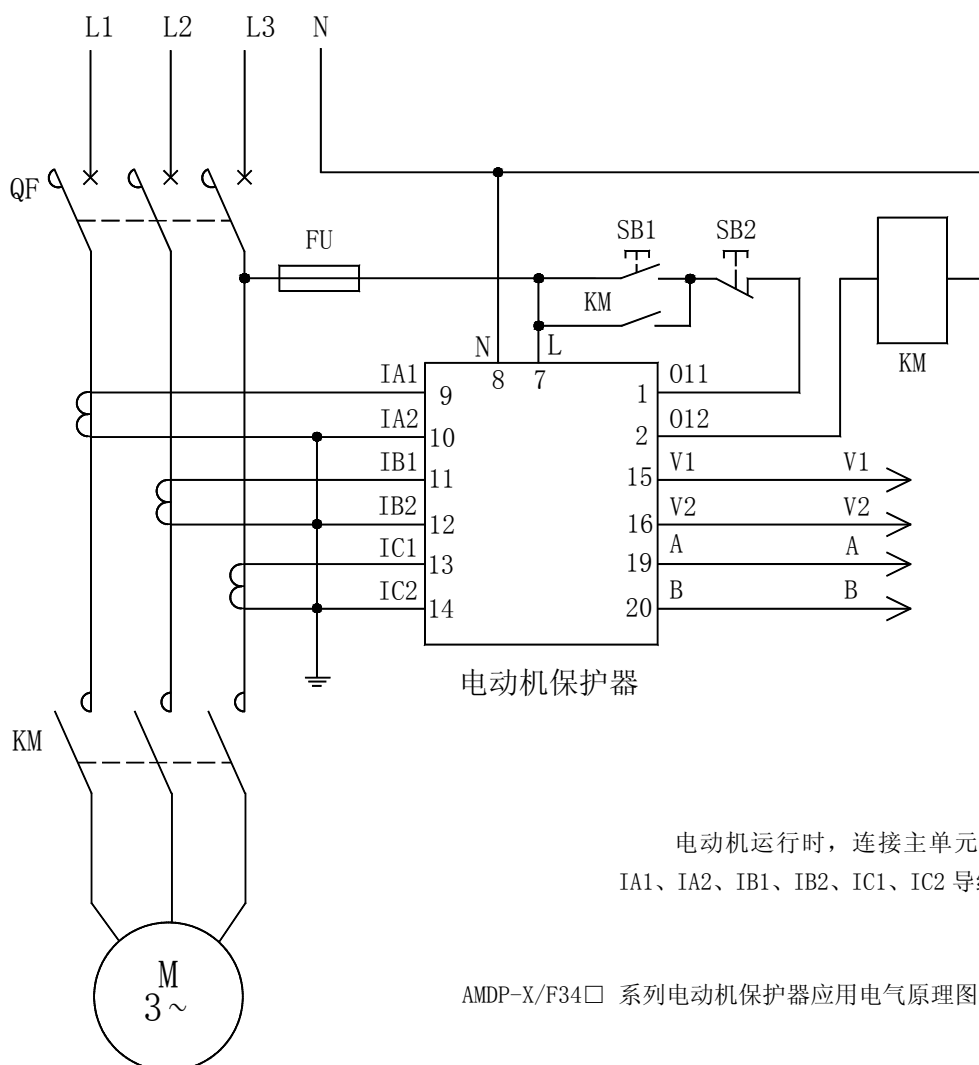 L1 L2 L3 N
QF
FU
SB1 SB2
KM
KM
N L
8 7
IA1 9
1 O11
IA2 10
2 O12
IB1 11
15 V1 V1
IB2 12
16 V2 V2
IC1 13
19 A A
IC2 14
20 B B
电动机保护器
KM
电动机运行时，连接主单元
IA1、IA2、IB1、IB2、IC1、IC2 导
M
3~
AMDP-X/F34□ 系列电动机保护器应用电气原理图